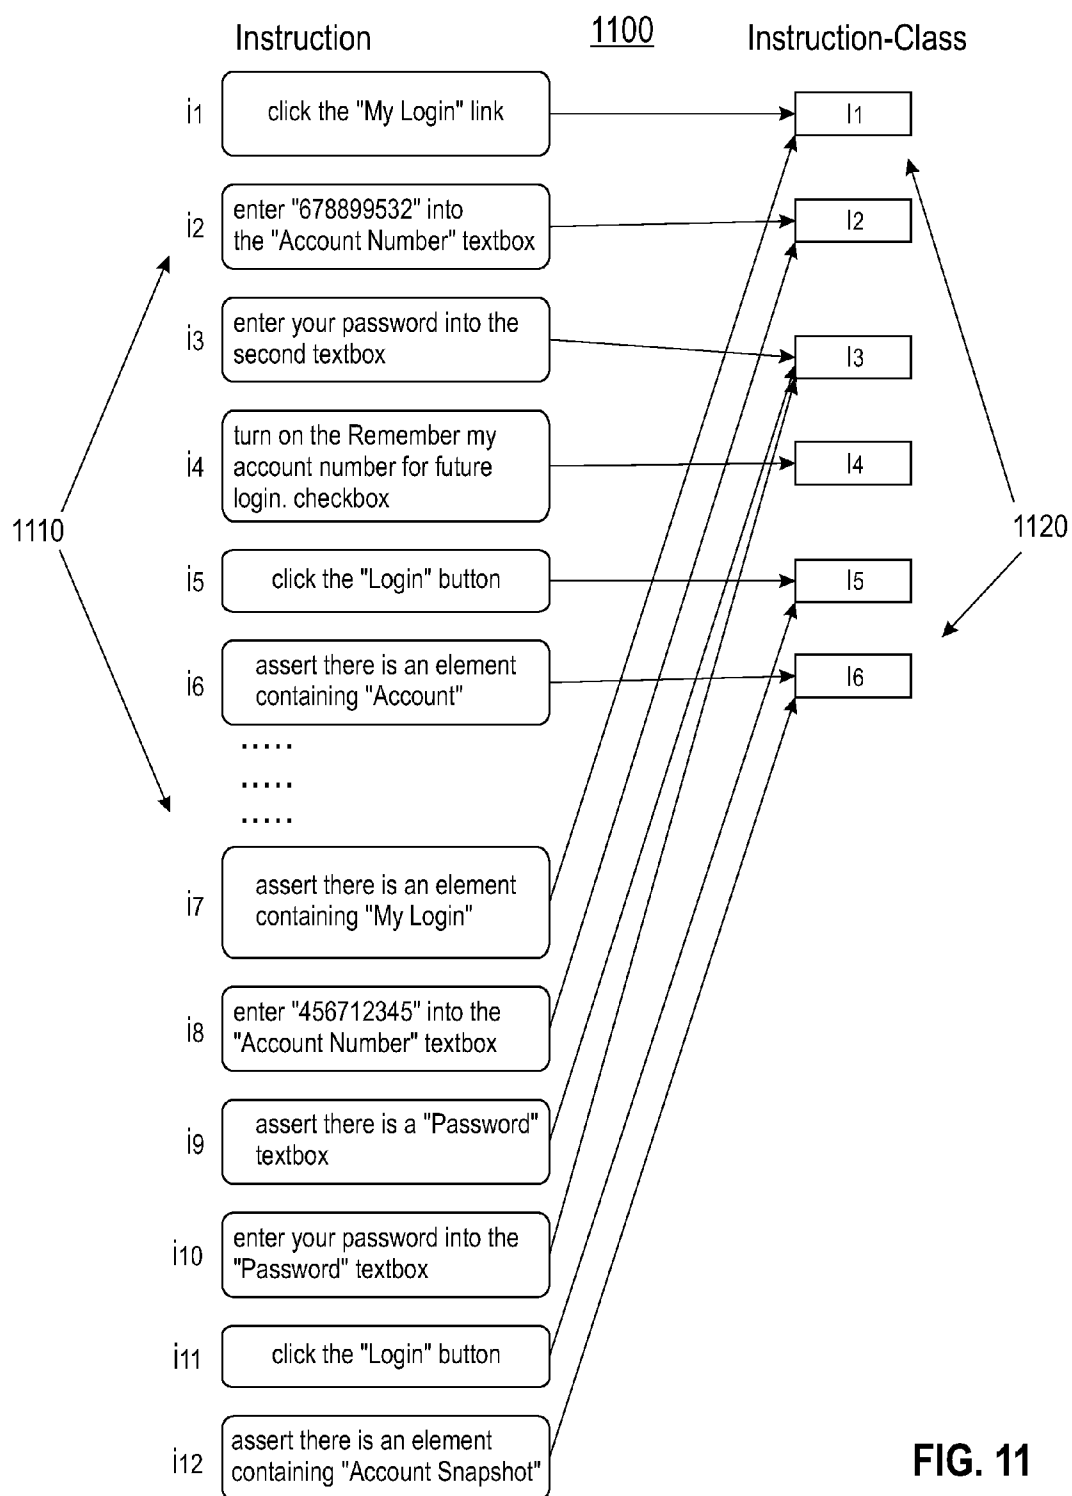 Instruction
1100
Instruction-Class
i1
click the "My Login" link
I1
i2
enter "678899532" into
the "Account Number" textbox
I2
i3
enter your password into the
second textbox
I3
i4
turn on the Remember my
account number for future
login. checkbox
I4
1110
1120
i5
click the "Login" button
I5
i6
assert there is an element
containing "Account"
I6
.....
.....
.....
i7
assert there is an element
containing "My Login"
i8
enter "456712345" into the
"Account Number" textbox
i9
assert there is a "Password"
textbox
i10
enter your password into the
"Password" textbox
i11
click the "Login" button
i12
assert there is an element
containing "Account Snapshot"
FIG. 11